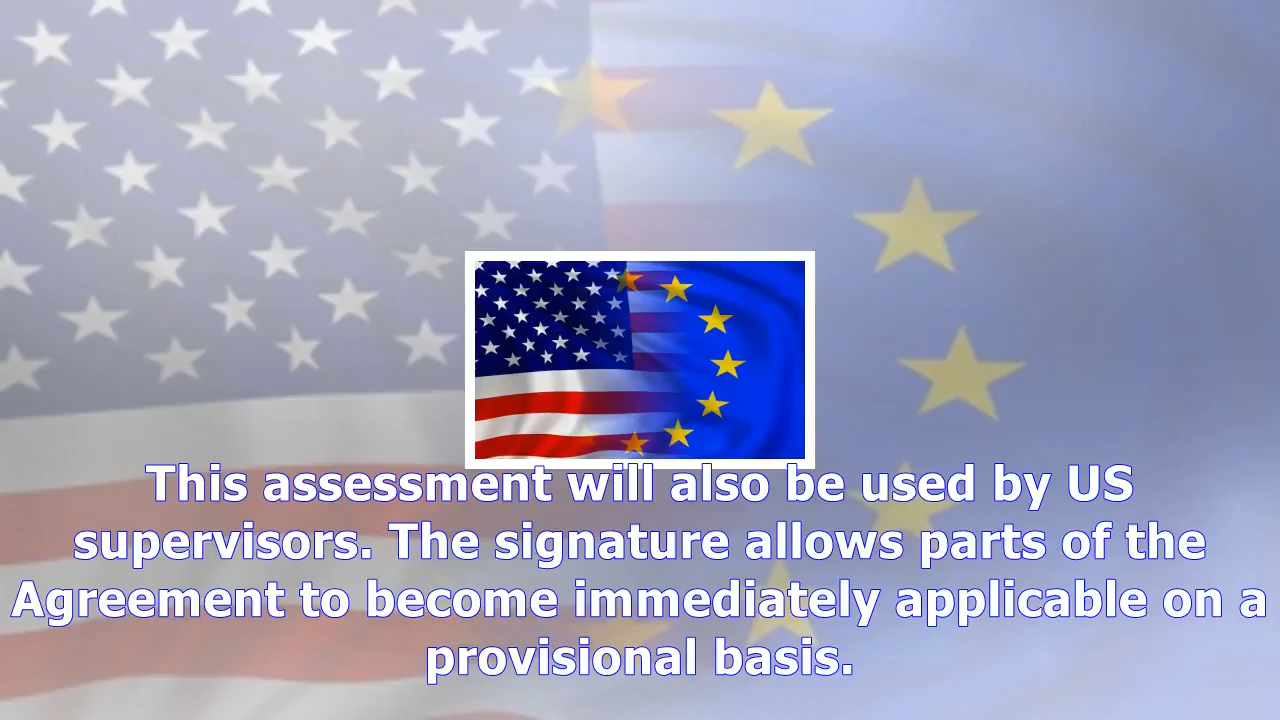 This assessment will also be used by US
supervisors. The signature allows parts of the
Agreement to become immediately applicable on a
provisional basis.